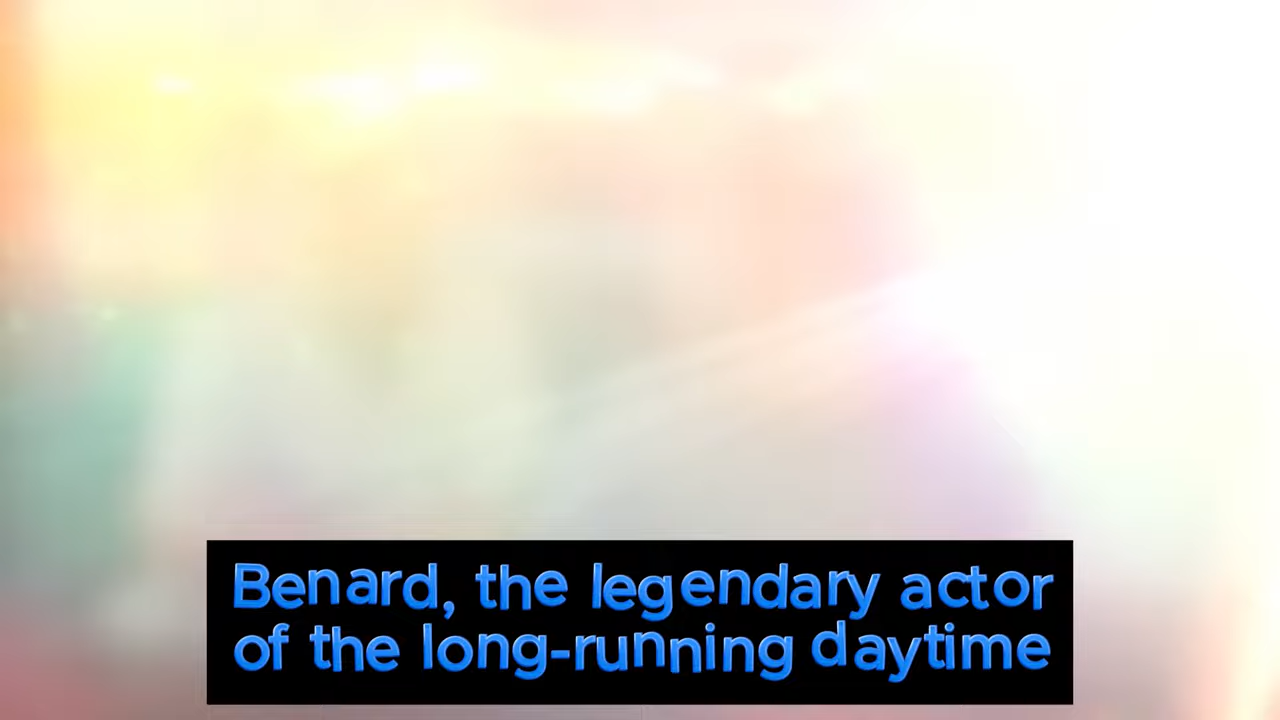 Benard, the legendary actor
of the long-running daytime